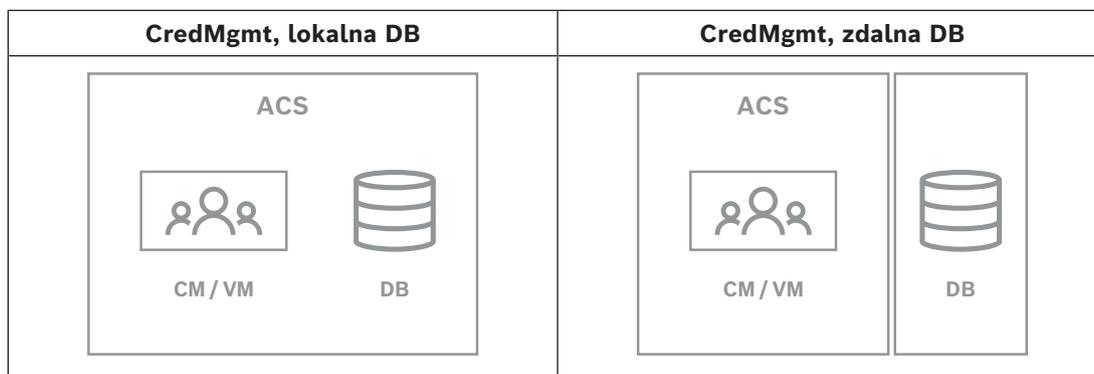 CredMgmt, lokalna DB
CredMgmt, zdalna DB
ACS
CM / VM
DB
ACS
CM / VM
DB